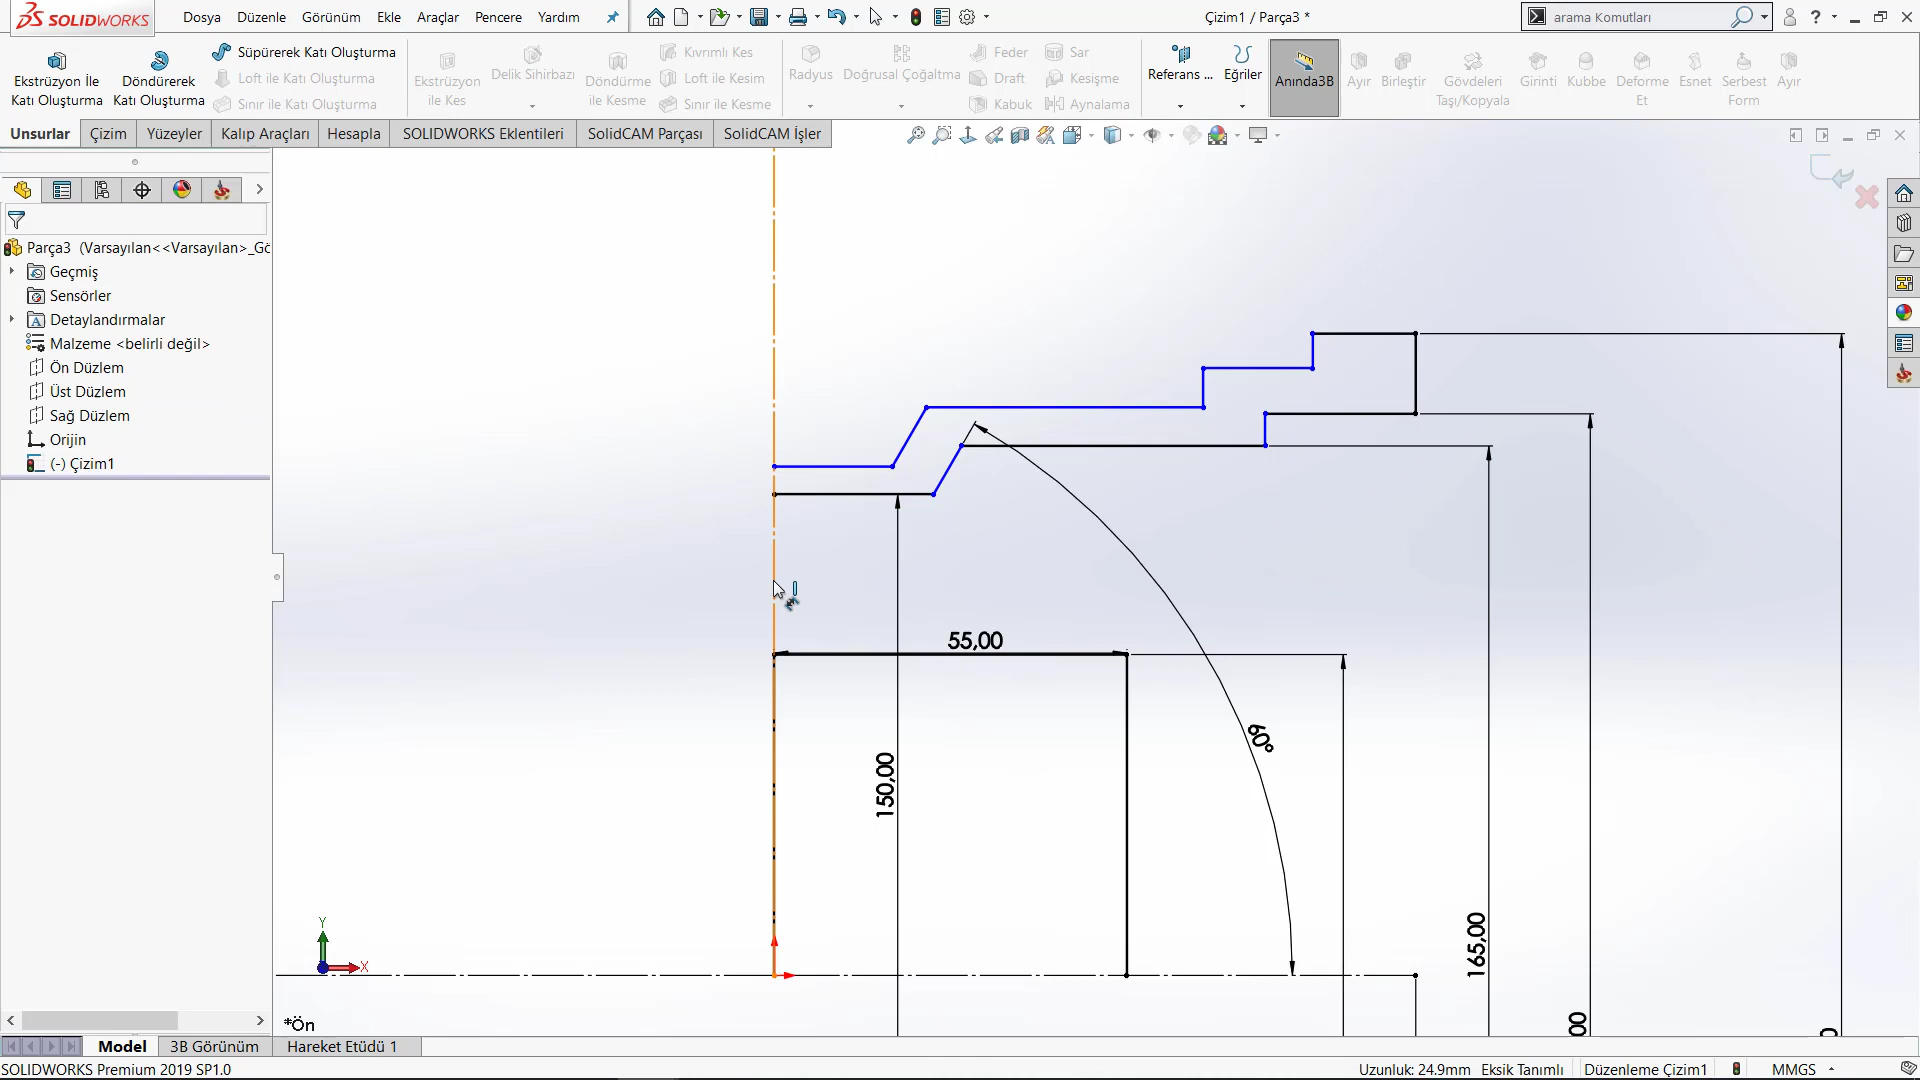 SOLIDWORKS
Dosya Düzenle Görünüm Ekle Araçlar Pencere Yardım
Çizim1 / Parça3 *
arama Komutları
Ekstrüzyon İle Katı Oluşturma
Döndürerek Katı Oluşturma
Süpürerek Katı Oluşturma
Loft ile Katı Oluşturma
Sınır ile Katı Oluşturma
Ekstrüzyon ile Kes
Delik Sihirbazı
Döndürme ile Kesme
Kıvrımlı Kes
Loft ile Kesim
Sınır ile Kesme
Radyus
Doğrusal Çoğaltma
Feder
Draft
Kabuk
Sar
Kesişme
Aynalama
Referans ...
Eğriler
Anında3B
Ayır
Birleştir
Gövdeleri Taşı/Kopyala
Girinti
Kubbe
Deforme Et
Esnet
Serbest Form
Ayır
Unsurlar Çizim Yüzeyler Kalıp Araçları Hesapla SOLIDWORKS Eklentileri SolidCAM Parçası SolidCAM İşler
Parça3 (Varsayılan<<Varsayılan>_Gö
Geçmiş
Sensörler
Detaylandırmalar
Malzeme <belirli değil>
Ön Düzlem
Üst Düzlem
Sağ Düzlem
Orijin
(-) Çizim1
55,00
60°
150,00
165,00
00
0
Y
X
*Ön
Model 3B Görünüm Hareket Etüdü 1
SOLIDWORKS Premium 2019 SP1.0
Uzunluk: 24.9mm Eksik Tanımlı Düzenleme Çizim1 MMGS